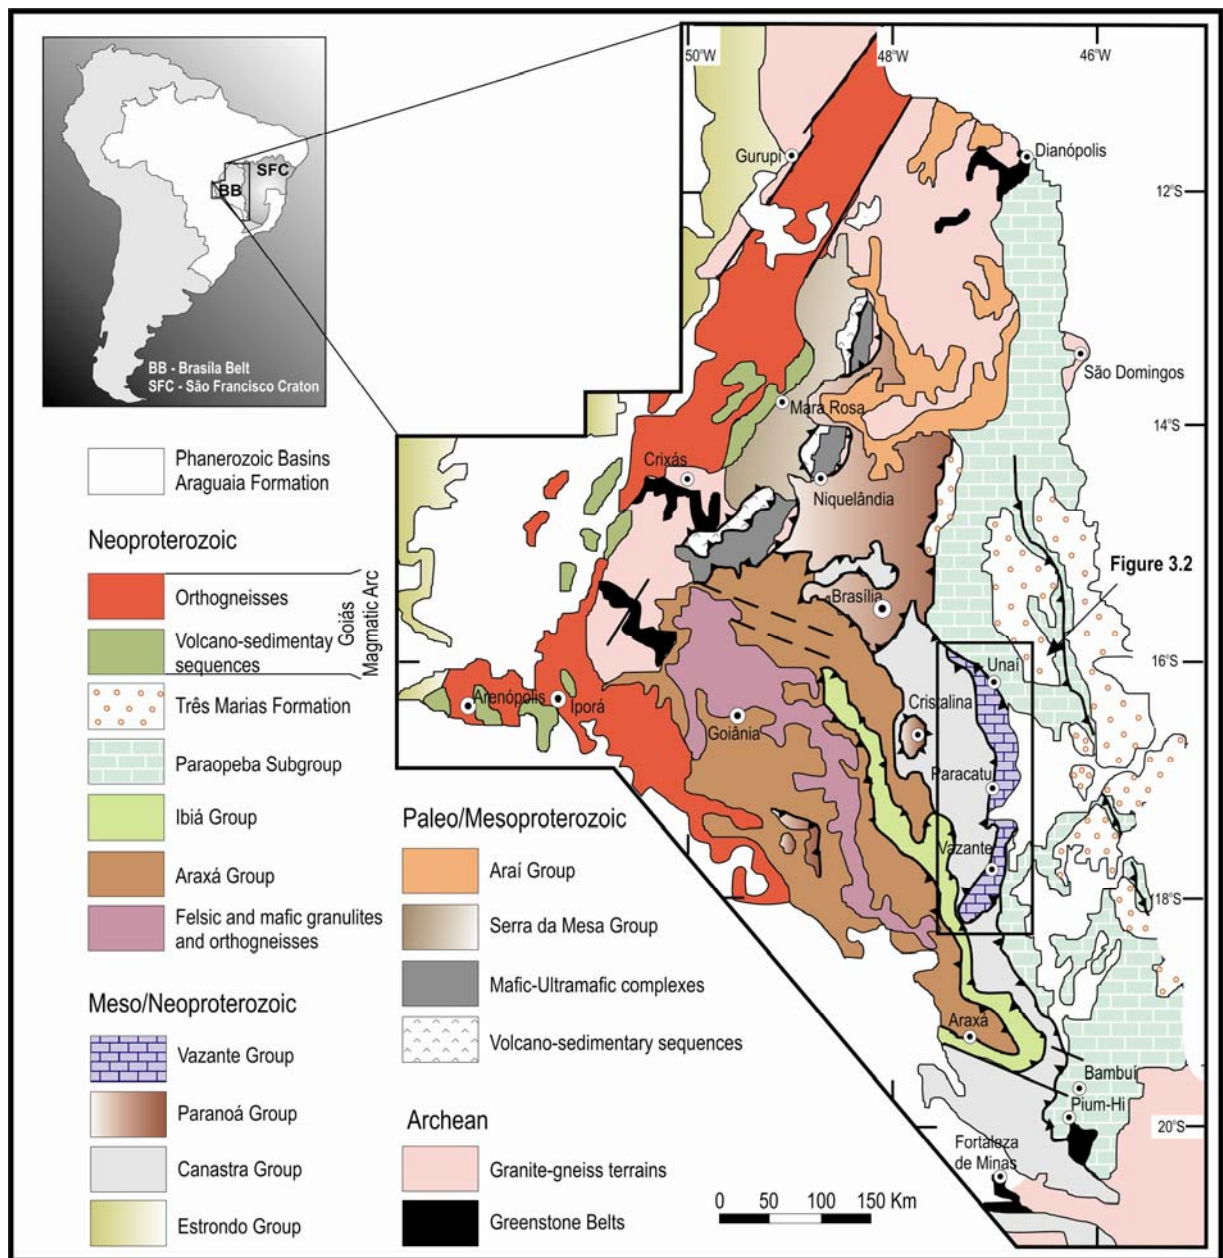 50°W
48°W
46°W
SFC
BB
BB - Brasíla Belt
SFC - São Francisco Craton
Gurupi
Dianópolis
12°S
São Domingos
Mara Rosa
14°S
Crixás
Niquelândia
Figure 3.2
Brasília
16°S
Unaí
Arenópolis
Iporá
Cristalina
Goiânia
Paracatu
Vazante
18°S
Araxá
Bambuí
Pium-Hi
20°S
Fortaleza
de Minas
Phanerozoic Basins
Araguaia Formation
Neoproterozoic
Orthogneisses
Volcano-sedimentay
sequences
Goiás
Magmatic Arc
Três Marias Formation
Paraopeba Subgroup
Ibiá Group
Araxá Group
Felsic and mafic granulites
and orthogneisses
Meso/Neoproterozoic
Vazante Group
Paranoá Group
Canastra Group
Estrondo Group
Paleo/Mesoproterozoic
Araí Group
Serra da Mesa Group
Mafic-Ultramafic complexes
Volcano-sedimentary sequences
Archean
Granite-gneiss terrains
Greenstone Belts
0 50 100 150 Km